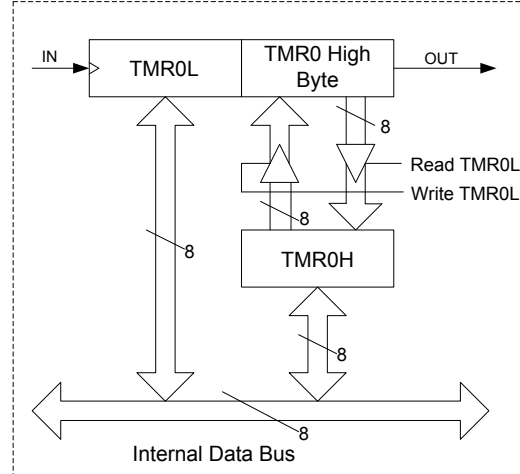 IN
TMR0L
TMR0 High
Byte
OUT
8
Read TMR0L
Write TMR0L
8
8
TMR0H
8
8
Internal Data Bus